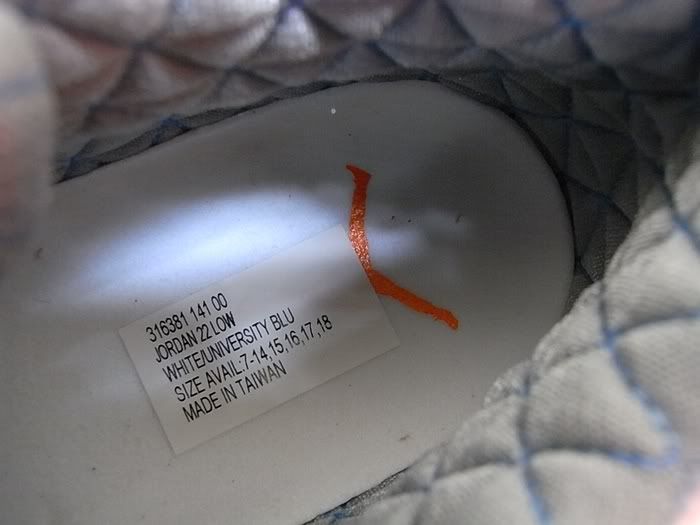 316381 141 00
JORDAN 22 LOW
WHITE/UNIVERSITY BLU
SIZE AVAIL:7-14,15,16,17,18
MADE IN TAIWAN